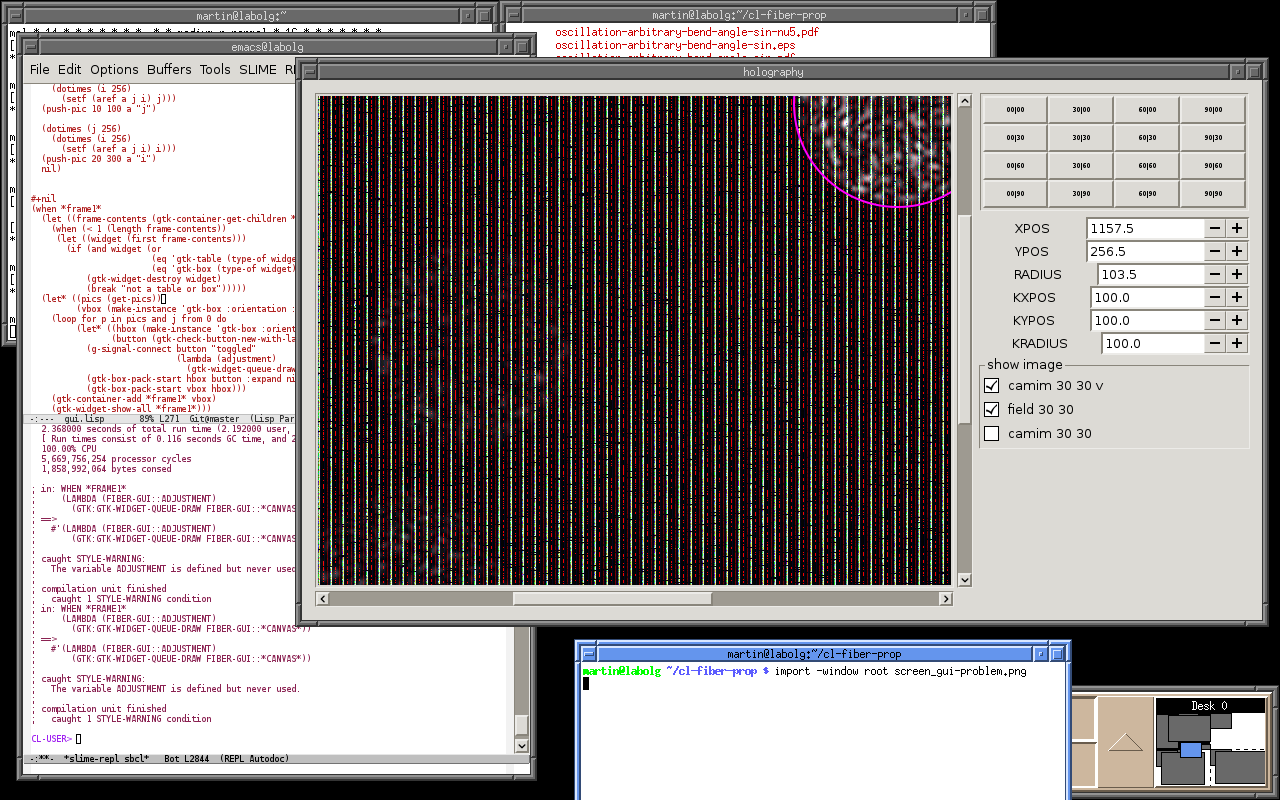 martin@labolg:~
martin@labolg:~/cl-fiber-prop
oscillation-arbitrary-bend-angle-sin-nu5.pdf
oscillation-arbitrary-bend-angle-sin.eps
emacs@labolg
File Edit Options Buffers Tools SLIME
(dotimes (i 256)
(setf (aref a j i) j)))
(push-pic 10 100 a "j")
(dotimes (j 256)
(dotimes (i 256)
(setf (aref a j i) i)))
(push-pic 20 300 a "i")
nil)
#+nil
(when *frame1*
(let ((frame-contents (gtk-container-get-children *
(when (< 1 (length frame-contents))
(let ((widget (first frame-contents)))
(if (and widget (or
(eq 'gtk-table (type-of widge
(eq 'gtk-box (type-of widget)
(gtk-widget-destroy widget)
(break "not a table or box")))))
(let* ((pics (get-pics))
(vbox (make-instance 'gtk-box :orientation :
(loop for p in pics and j from 0 do
(let* ((hbox (make-instance 'gtk-box :orient
(button (gtk-check-button-new-with-la
(g-signal-connect button "toggled"
(lambda (adjustment)
(gtk-widget-queue-draw
(gtk-box-pack-start hbox button :expand ni
(gtk-box-pack-start vbox hbox)))
(gtk-container-add *frame1* vbox)
(gtk-widget-show-all *frame1*)))
-:--- gui.lisp 89% L271 Git@master (Lisp Par
2.368000 seconds of total run time (2.192000 user,
[ Run times consist of 0.116 seconds GC time, and 2
100.00% CPU
5,669,756,254 processor cycles
1,858,992,064 bytes consed
; in: WHEN *FRAME1*
; (LAMBDA (FIBER-GUI::ADJUSTMENT)
; (GTK:GTK-WIDGET-QUEUE-DRAW FIBER-GUI::*CANVAS
; ==>
; #'(LAMBDA (FIBER-GUI::ADJUSTMENT)
; (GTK:GTK-WIDGET-QUEUE-DRAW FIBER-GUI::*CANVAS
;
; caught STYLE-WARNING:
; The variable ADJUSTMENT is defined but never used
;
; compilation unit finished
; caught 1 STYLE-WARNING condition
; in: WHEN *FRAME1*
; (LAMBDA (FIBER-GUI::ADJUSTMENT)
; (GTK:GTK-WIDGET-QUEUE-DRAW FIBER-GUI::*CANVAS*))
; ==>
; #'(LAMBDA (FIBER-GUI::ADJUSTMENT)
; (GTK:GTK-WIDGET-QUEUE-DRAW FIBER-GUI::*CANVAS*))
;
; caught STYLE-WARNING:
; The variable ADJUSTMENT is defined but never used.
;
; compilation unit finished
; caught 1 STYLE-WARNING condition
CL-USER>
-:**- *slime-repl sbcl* Bot L2844 (REPL Autodoc)
holography
00|00 30|00 60|00 90|00
00|30 30|30 60|30 90|30
00|60 30|60 60|60 90|60
00|90 30|90 60|90 90|90
XPOS 1157.5 − +
YPOS 256.5 − +
RADIUS 103.5 − +
KXPOS 100.0 − +
KYPOS 100.0 − +
KRADIUS 100.0 − +
show image
camim 30 30 v
field 30 30
camim 30 30
martin@labolg:~/cl-fiber-prop
martin@labolg ~/cl-fiber-prop $ import -window root screen_gui-problem.png
Desk 0